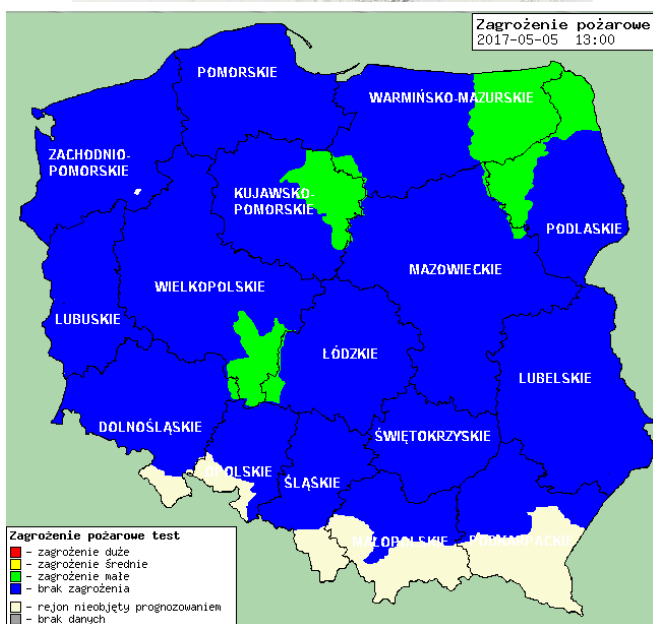 Zagrożenie pożarowe
2017-05-05 13:00
POMORSKIE
WARMIŃSKO-MAZURSKIE
ZACHODNIO-
POMORSKIE
KUJAWSKO-
POMORSKIE
PODLASKIE
MAZOWIECKIE
WIELKOPOLSKIE
LUBUSKIE
ŁÓDZKIE
LUBELSKIE
DOLNOŚLĄSKIE
ŚWIĘTOKRZYSKIE
OPOLSKIE
ŚLĄSKIE
MAŁOPOLSKIE
PODKARPACKIE
Zagrożenie pożarowe test
- zagrożenie duże
- zagrożenie średnie
- zagrożenie małe
- brak zagrożenia
- rejon nieobjęty prognozowaniem
- brak danych